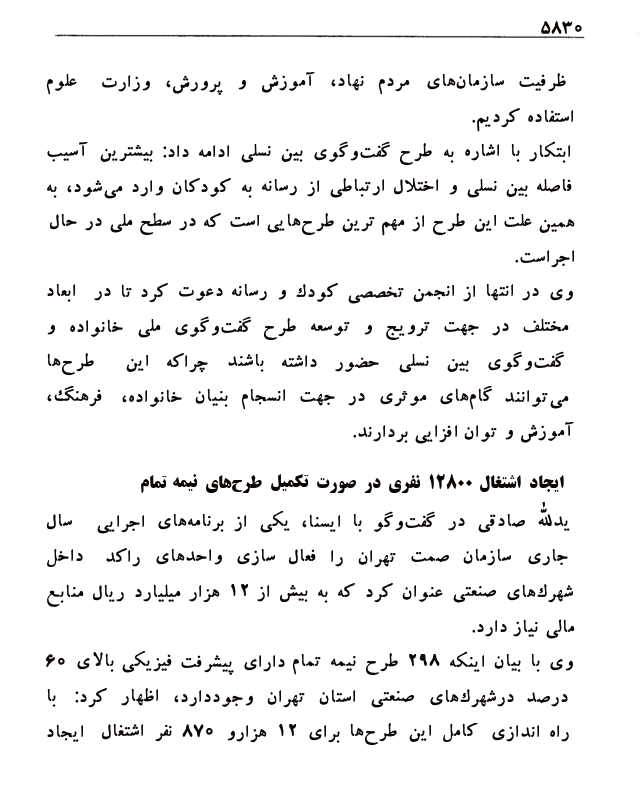 ۵۸۳۰
ظرفیت سازمان‌های مردم نهاد، آموزش و پرورش، وزارت علوم
استفاده کردیم.
ابتکار با اشاره به طرح گفت‌وگوی بین نسلی ادامه داد: بیشترین آسیب
فاصله بین نسلی و اختلال ارتباطی از رسانه به کودکان وارد می‌شود، به
همین علت این طرح از مهم ترین طرح‌هایی است که در سطح ملی در حال
اجراست.
وی در انتها از انجمن تخصصی کودك و رسانه دعوت کرد تا در ابعاد
مختلف در جهت ترویج و توسعه طرح گفت‌وگوی ملی خانواده و
گفت‌وگوی بین نسلی حضور داشته باشند چراکه این طرح‌ها
می‌توانند گام‌های موثری در جهت انسجام بنیان خانواده، فرهنگ،
آموزش و توان افزایی بردارند.
ایجاد اشتغال ۱۲۸۰۰ نفری در صورت تکمیل طرح‌های نیمه تمام
یدلله صادقی در گفت‌وگو با ایسنا، یکی از برنامه‌های اجرایی سال
جاری سازمان صمت تهران را فعال سازی واحدهای راکد داخل
شهرك‌های صنعتی عنوان کرد که به بیش از ۱۲ هزار میلیارد ریال منابع
مالی نیاز دارد.
وی با بیان اینکه ۲۹۸ طرح نیمه تمام دارای پیشرفت فیزیکی بالای ۶۰
درصد درشهرك‌های صنعتی استان تهران وجوددارد، اظهار کرد: با
راه اندازی کامل این طرح‌ها برای ۱۲ هزارو ۸۷۰ نفر اشتغال ایجاد